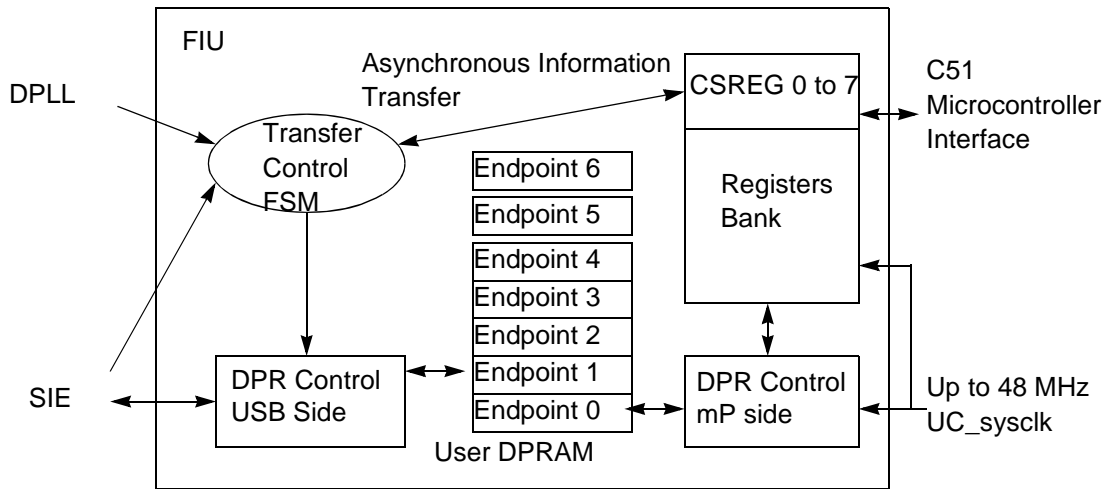 FIU
DPLL
Asynchronous Information
Transfer
CSREG 0 to 7
C51
Microcontroller
Interface
Transfer
Control
FSM
Endpoint 6
Endpoint 5
Endpoint 4
Endpoint 3
Endpoint 2
Endpoint 1
Endpoint 0
User DPRAM
Registers
Bank
SIE
DPR Control
USB Side
DPR Control
mP side
Up to 48 MHz
UC_sysclk